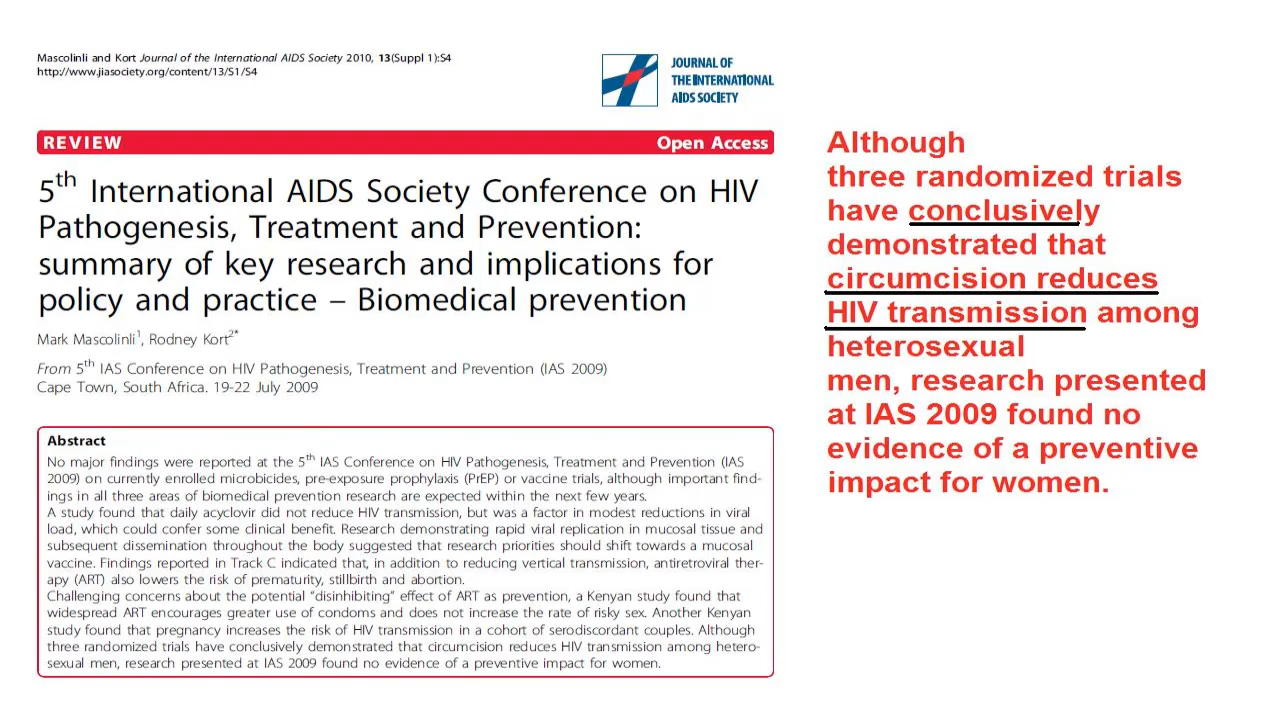 Mascolinli and Kort Journal of the International AIDS Society 2010, 13(Suppl 1):S4
http://www.jiasociety.org/content/13/S1/S4
JOURNAL OF
THE INTERNATIONAL
AIDS SOCIETY
REVIEW Open Access
5th International AIDS Society Conference on HIV
Pathogenesis, Treatment and Prevention:
summary of key research and implications for
policy and practice – Biomedical prevention
Mark Mascolinli1, Rodney Kort2*
From 5th IAS Conference on HIV Pathogenesis, Treatment and Prevention (IAS 2009)
Cape Town, South Africa. 19-22 July 2009
Abstract
No major findings were reported at the 5th IAS Conference on HIV Pathogenesis, Treatment and Prevention (IAS
2009) on currently enrolled microbicides, pre-exposure prophylaxis (PrEP) or vaccine trials, although important find-
ings in all three areas of biomedical prevention research are expected within the next few years.
A study found that daily acyclovir did not reduce HIV transmission, but was a factor in modest reductions in viral
load, which could confer some clinical benefit. Research demonstrating rapid viral replication in mucosal tissue and
subsequent dissemination throughout the body suggested that research priorities should shift towards a mucosal
vaccine. Findings reported in Track C indicated that, in addition to reducing vertical transmission, antiretroviral ther-
apy (ART) also lowers the risk of prematurity, stillbirth and abortion.
Challenging concerns about the potential “disinhibiting” effect of ART as prevention, a Kenyan study found that
widespread ART encourages greater use of condoms and does not increase the rate of risky sex. Another Kenyan
study found that pregnancy increases the risk of HIV transmission in a cohort of serodiscordant couples. Although
three randomized trials have conclusively demonstrated that circumcision reduces HIV transmission among hetero-
sexual men, research presented at IAS 2009 found no evidence of a preventive impact for women.
Although
three randomized trials
have conclusively
demonstrated that
circumcision reduces
HIV transmission among
heterosexual
men, research presented
at IAS 2009 found no
evidence of a preventive
impact for women.